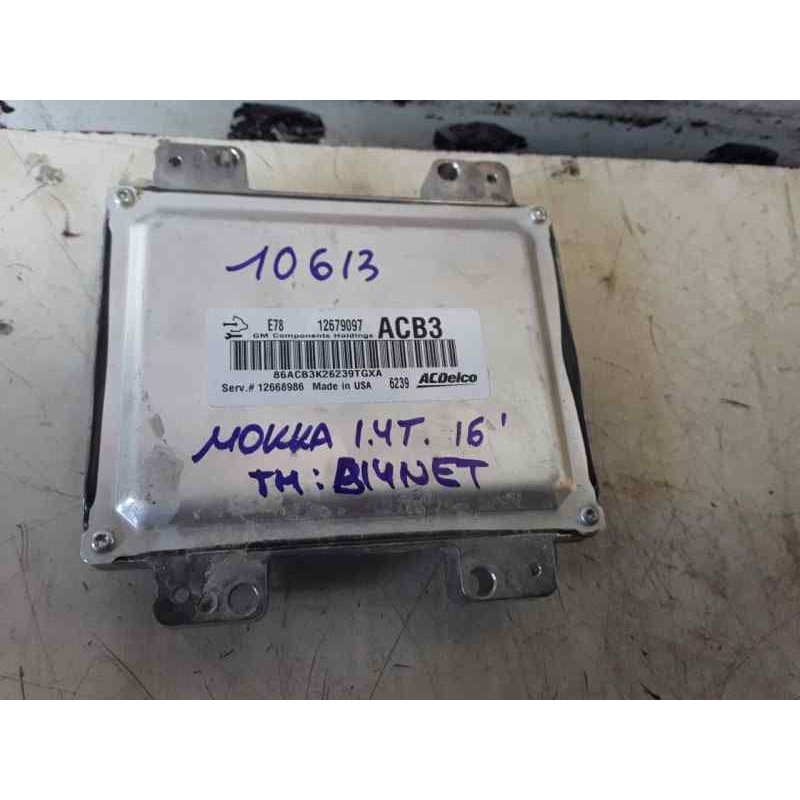 10613
E78 12679097 ACB3
GM Components Holdings
86ACB3K26239TGXA
Serv.# 12668986 Made in USA 6239 ACDelco
MOKKA 1.4T. 16'
TM: B14NET